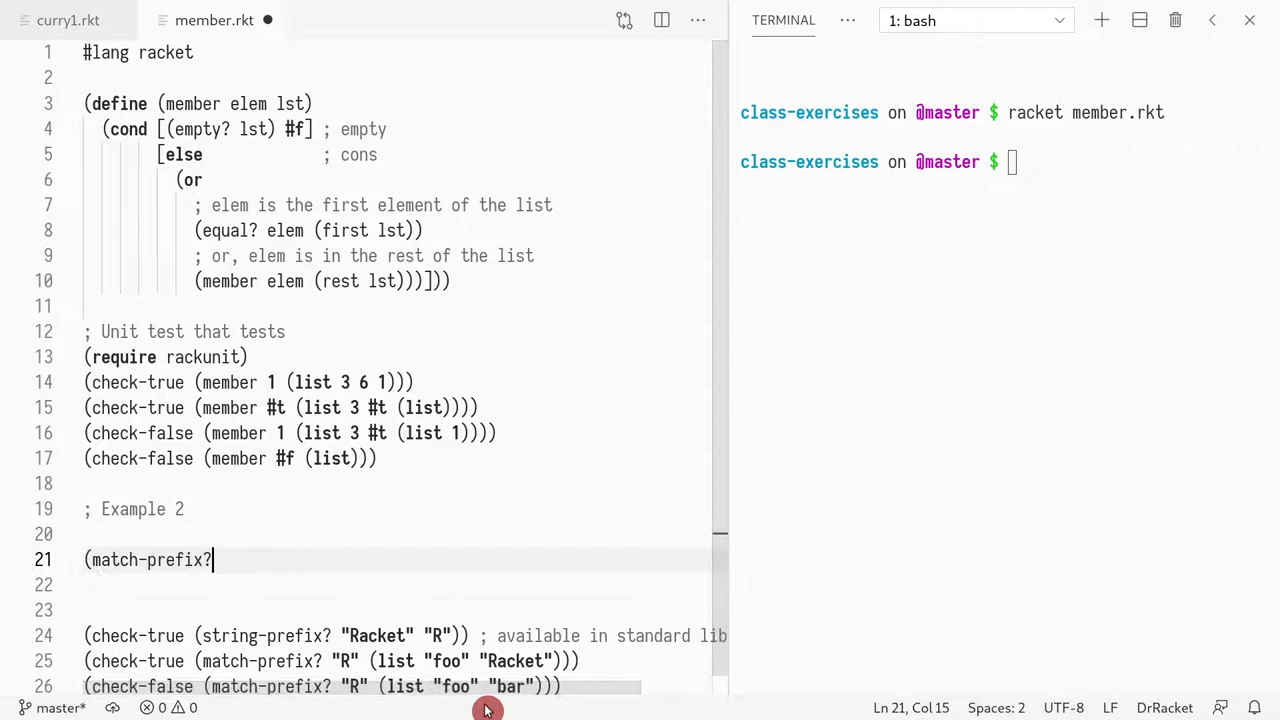 curry1.rkt member.rkt
TERMINAL 1: bash
1 #lang racket
2
3 (define (member elem lst)
4 (cond [(empty? lst) #f] ; empty
5 [else ; cons
6 (or
7 ; elem is the first element of the list
8 (equal? elem (first lst))
9 ; or, elem is in the rest of the list
10 (member elem (rest lst)))]))
11
12 ; Unit test that tests
13 (require rackunit)
14 (check-true (member 1 (list 3 6 1)))
15 (check-true (member #t (list 3 #t (list))))
16 (check-false (member 1 (list 3 #t (list 1))))
17 (check-false (member #f (list)))
18
19 ; Example 2
20
21 (match-prefix?
22
23
24 (check-true (string-prefix? "Racket" "R")) ; available in standard lib
25 (check-true (match-prefix? "R" (list "foo" "Racket")))
26 (check-false (match-prefix? "R" (list "foo" "bar")))
class-exercises on @master $ racket member.rkt
class-exercises on @master $
master* 0 0 Ln 21, Col 15 Spaces: 2 UTF-8 LF DrRacket